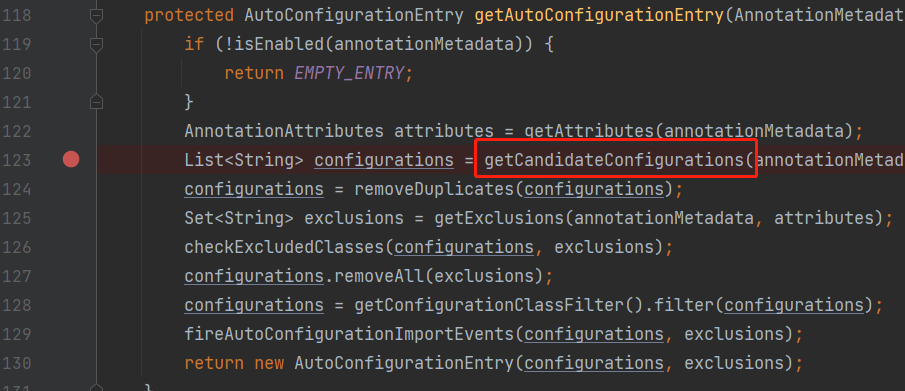 118 protected AutoConfigurationEntry getAutoConfigurationEntry(AnnotationMetadat
119 if (!isEnabled(annotationMetadata)) {
120 return EMPTY_ENTRY;
121 }
122 AnnotationAttributes attributes = getAttributes(annotationMetadata);
123 List<String> configurations = getCandidateConfigurations(annotationMetad
124 configurations = removeDuplicates(configurations);
125 Set<String> exclusions = getExclusions(annotationMetadata, attributes);
126 checkExcludedClasses(configurations, exclusions);
127 configurations.removeAll(exclusions);
128 configurations = getConfigurationClassFilter().filter(configurations);
129 fireAutoConfigurationImportEvents(configurations, exclusions);
130 return new AutoConfigurationEntry(configurations, exclusions);
131 }